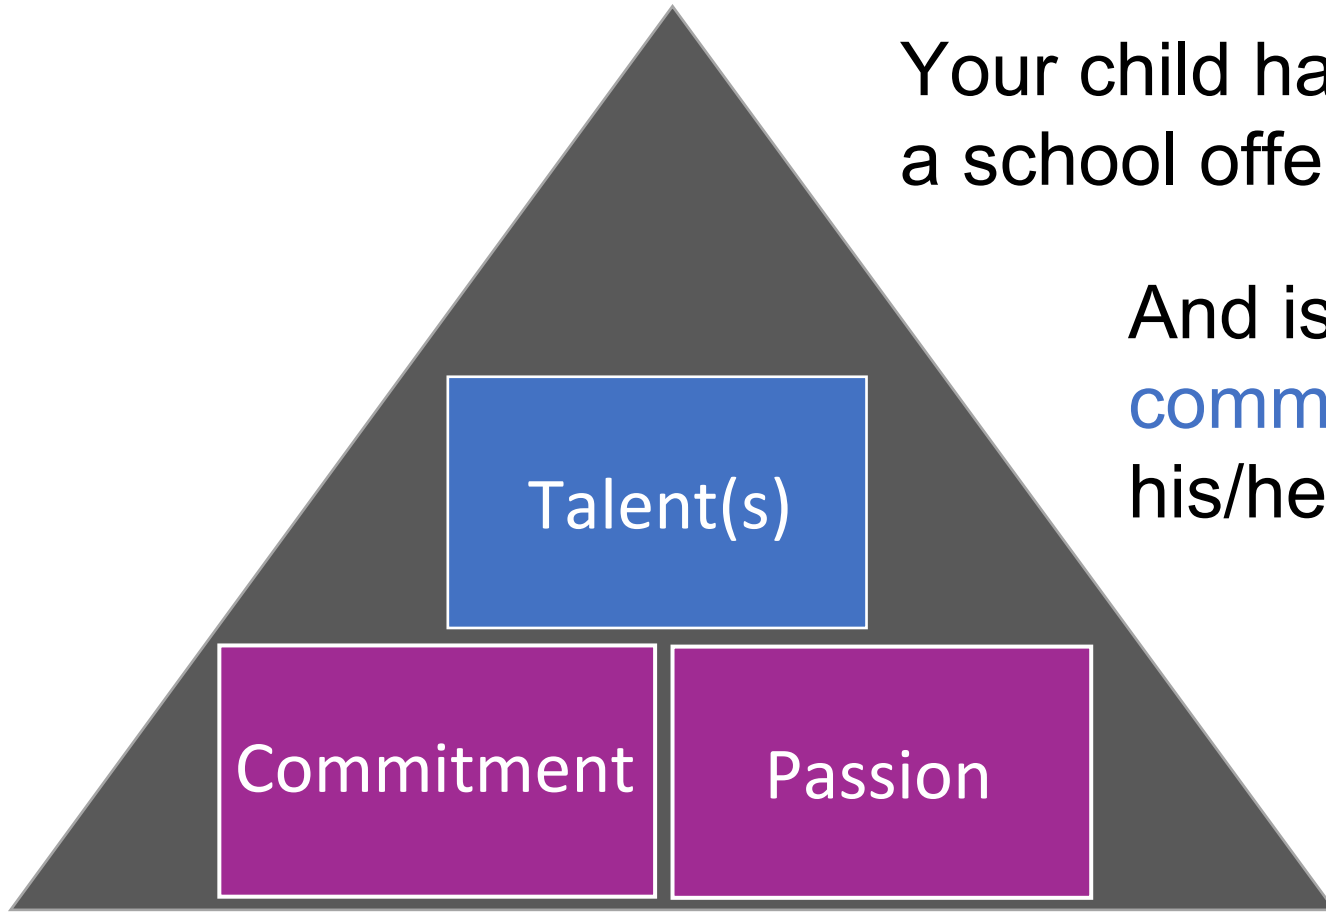 Your child ha
a school offe
And is
comm
his/he
Talent(s)
Commitment
Passion